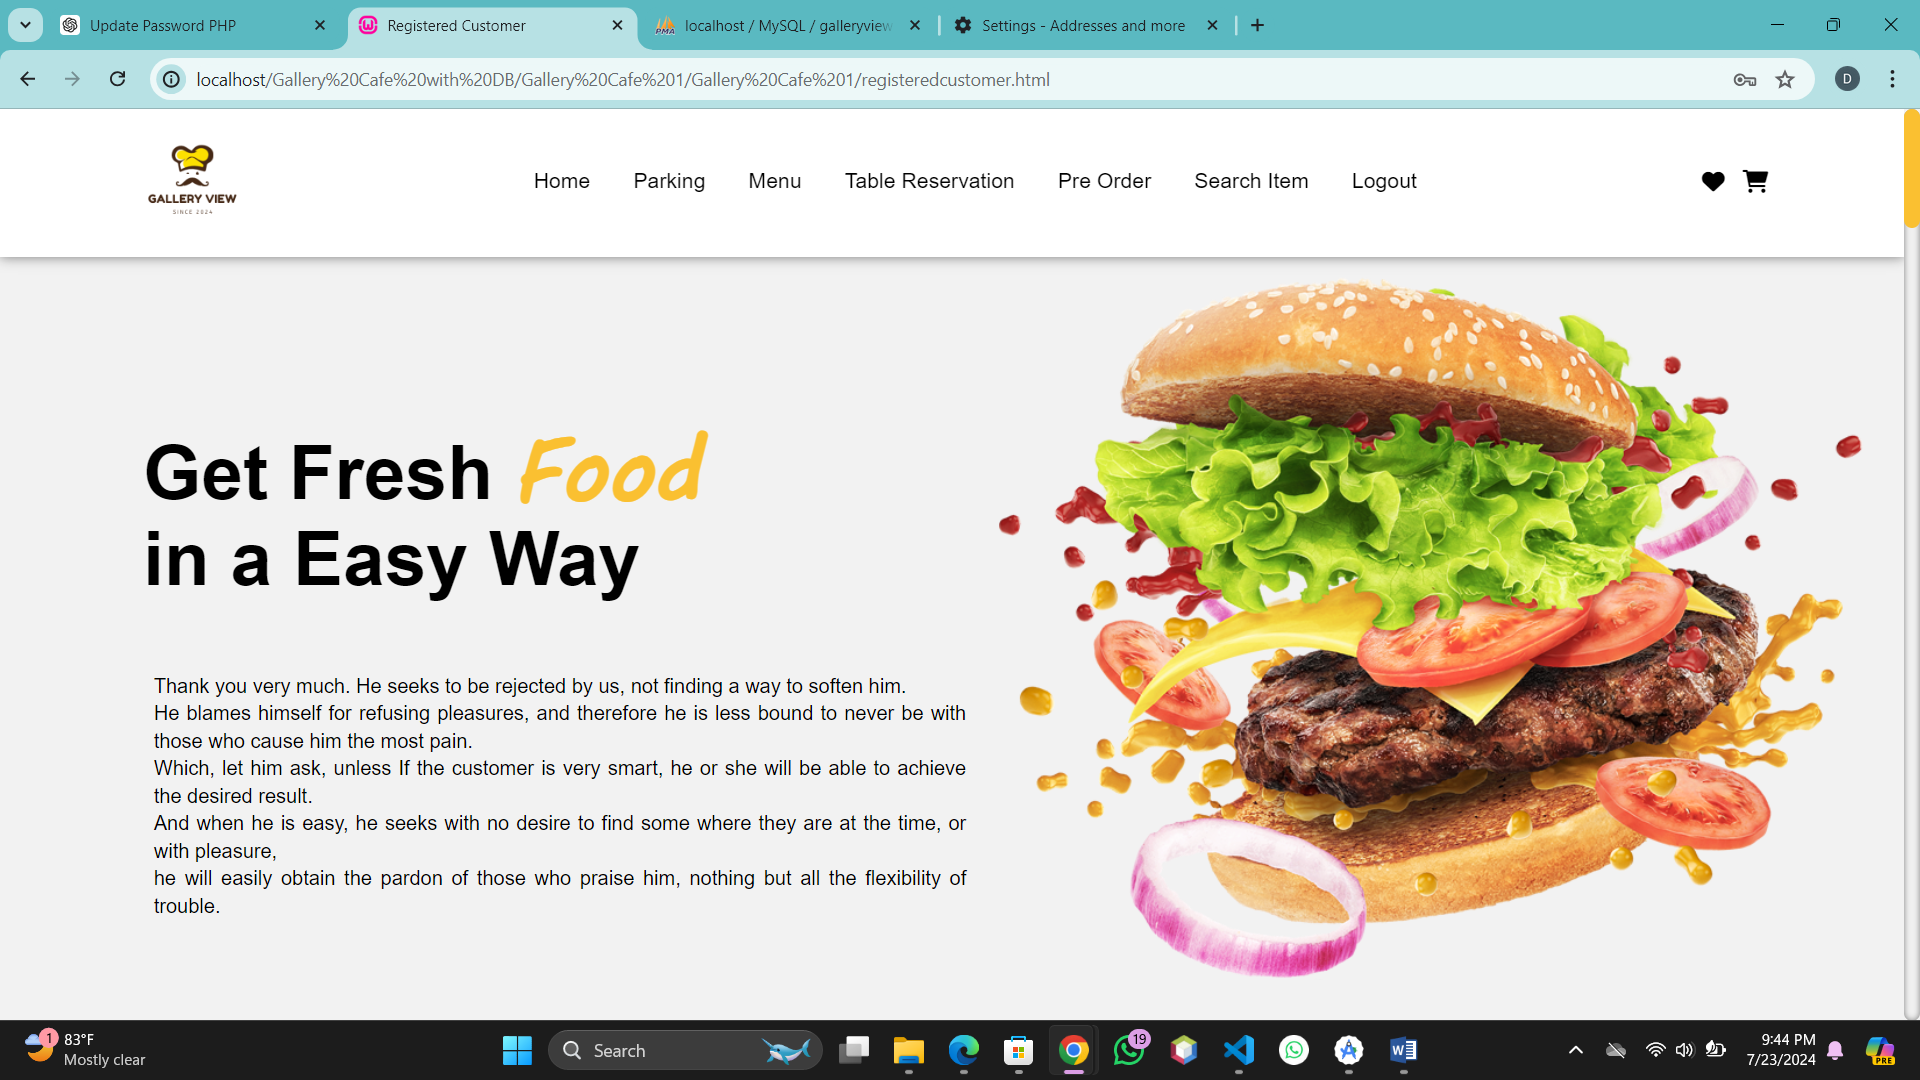 Update Password PHP
Registered Customer
localhost / MySQL / galleryview
Settings - Addresses and more
localhost/Gallery%20Cafe%20with%20DB/Gallery%20Cafe%201/Gallery%20Cafe%201/registeredcustomer.html
D
GALLERY VIEW
SINCE 2024
Home
Parking
Menu
Table Reservation
Pre Order
Search Item
Logout
Get Fresh Food
in a Easy Way
Thank you very much. He seeks to be rejected by us, not finding a way to soften him.
He blames himself for refusing pleasures, and therefore he is less bound to never be with
those who cause him the most pain.
Which, let him ask, unless If the customer is very smart, he or she will be able to achieve
the desired result.
And when he is easy, he seeks with no desire to find some where they are at the time, or
with pleasure,
he will easily obtain the pardon of those who praise him, nothing but all the flexibility of
trouble.
1
83°F
Mostly clear
Search
19
9:44 PM
7/23/2024
PRE